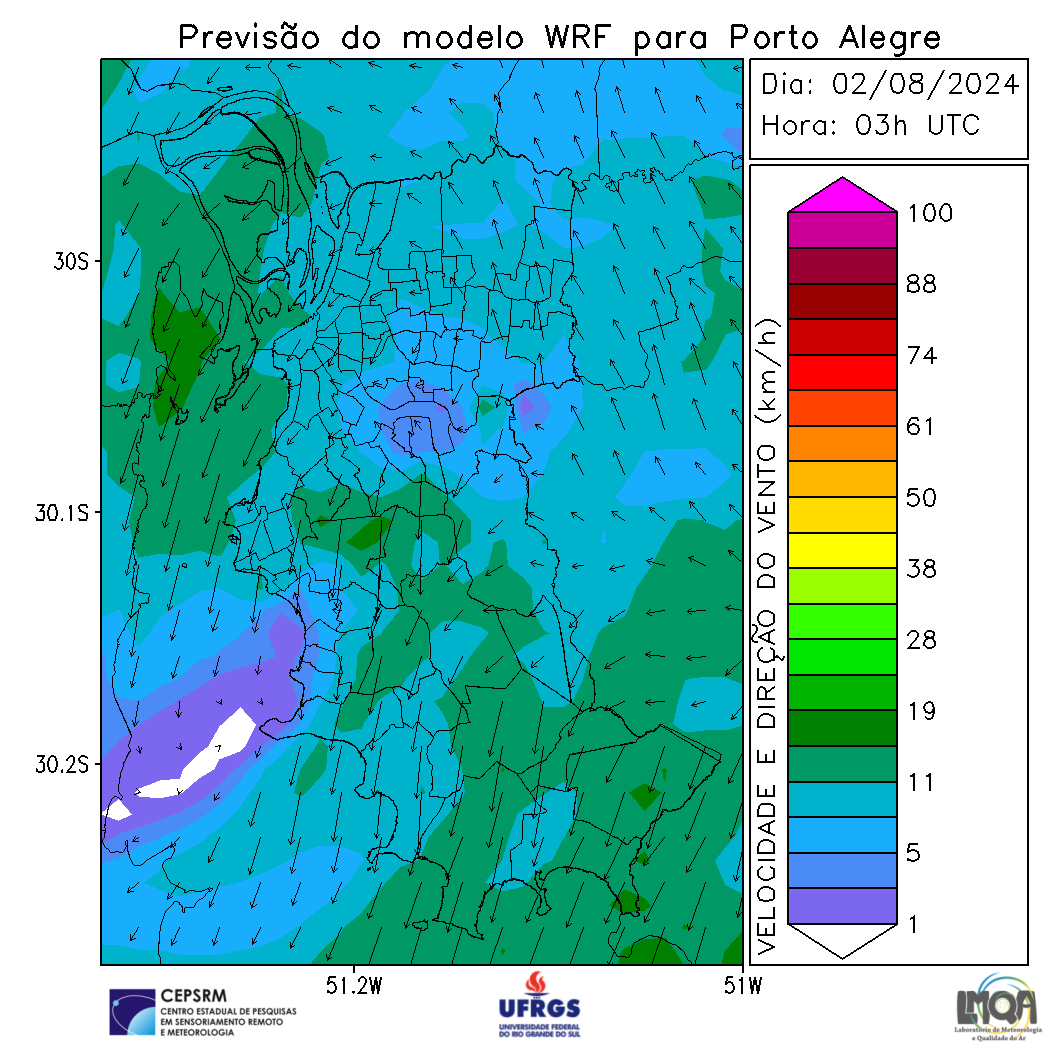 Previsão do modelo WRF para Porto Alegre
Dia: 02/08/2024
Hora: 03h UTC
30S
30.1S
30.2S
51.2W
51W
VELOCIDADE E DIREÇÃO DO VENTO (km/h)
100
88
74
61
50
38
28
19
11
5
1
CEPSRM
CENTRO ESTADUAL DE PESQUISAS
EM SENSORIAMENTO REMOTO
E METEOROLOGIA
UFRGS
UNIVERSIDADE FEDERAL
DO RIO GRANDE DO SUL
LMQA
Laboratório de Meteorologia
e Qualidade do Ar